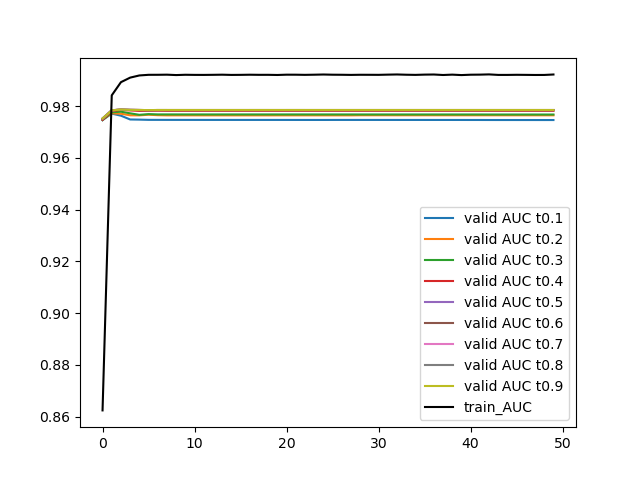 0.98
0.96
0.94
0.92
0.90
0.88
0.86
0 10 20 30 40 50
valid AUC t0.1
valid AUC t0.2
valid AUC t0.3
valid AUC t0.4
valid AUC t0.5
valid AUC t0.6
valid AUC t0.7
valid AUC t0.8
valid AUC t0.9
train_AUC